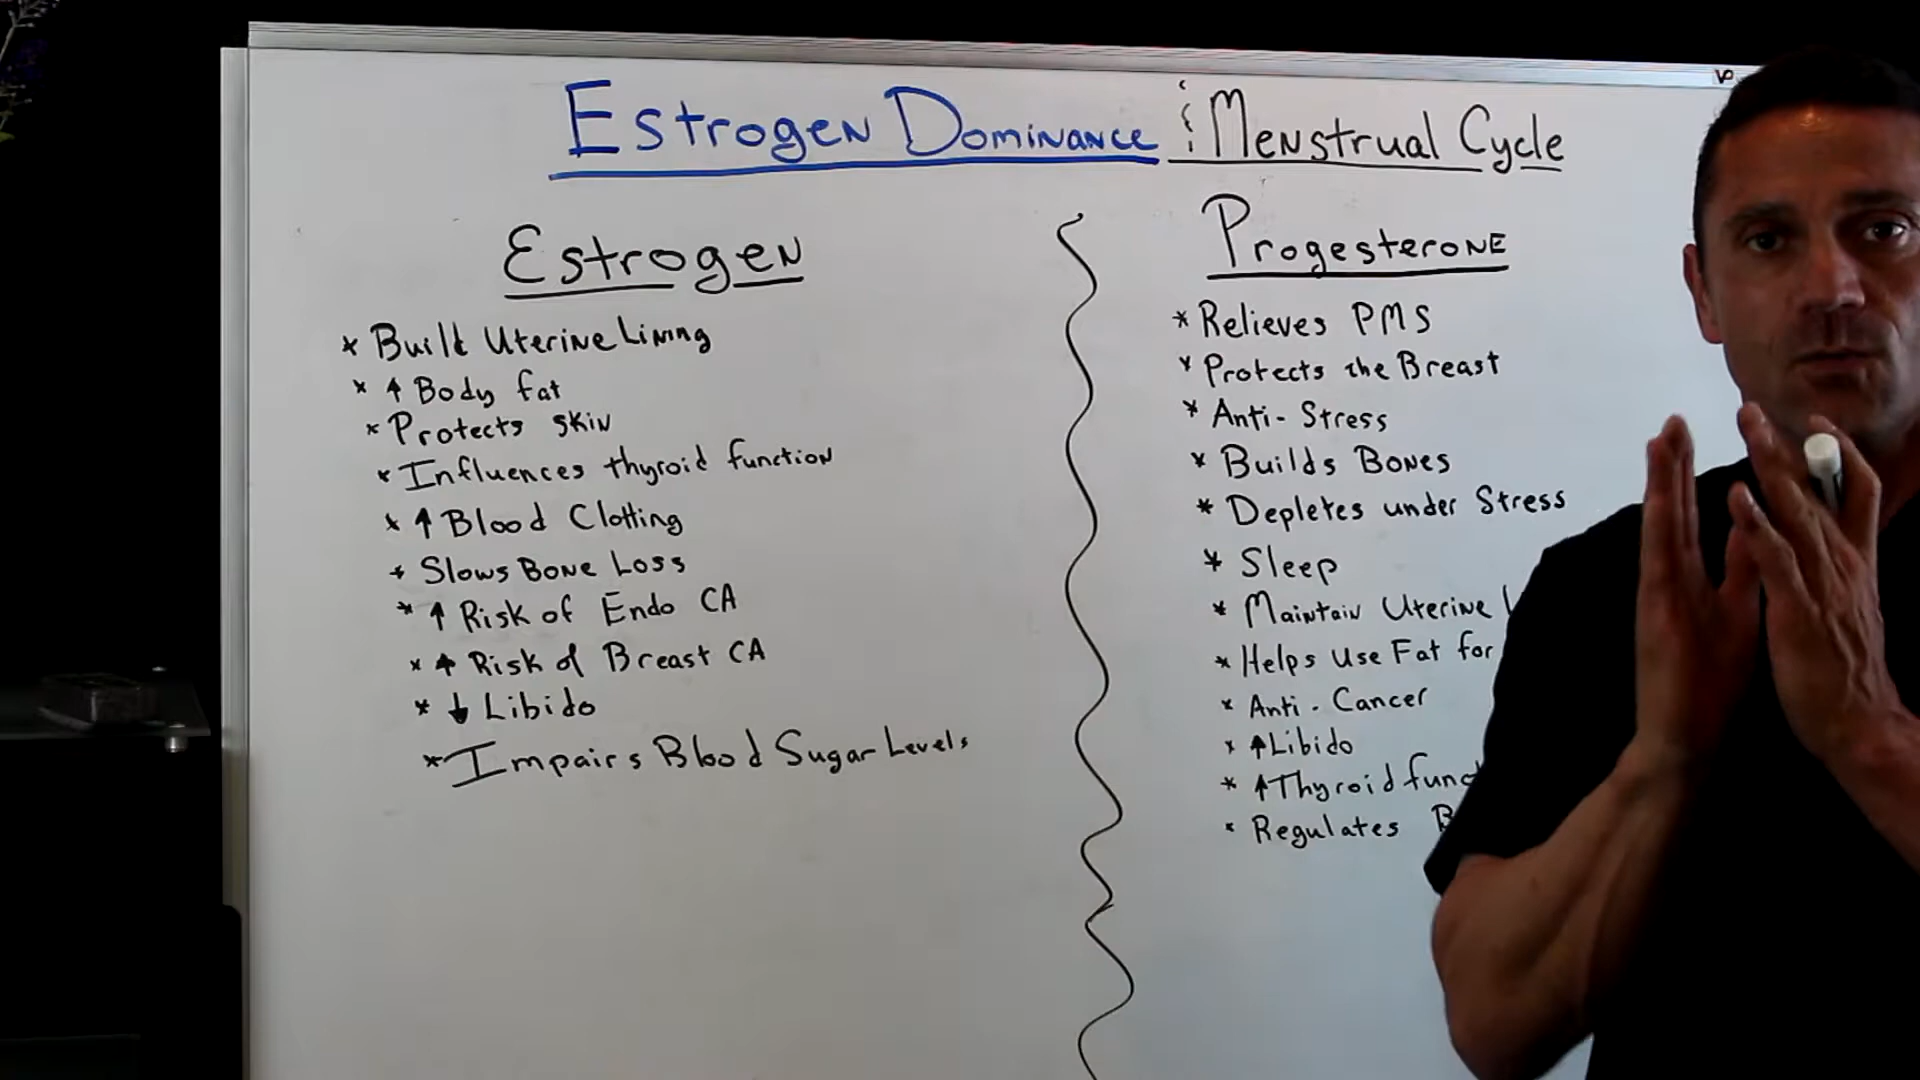 Estrogen Dominance & Menstrual Cycle
Estrogen
* Build Uterine Lining
* ↑ Body fat
* Protects skin
* Influences thyroid function
* ↑ Blood Clotting
* Slows Bone Loss
* ↑ Risk of Endo CA
* ↑ Risk of Breast CA
* ↓ Libido
* Impairs Blood Sugar Levels
Progesterone
* Relieves PMS
* Protects the Breast
* Anti-Stress
* Builds Bones
* Depletes under Stress
* Sleep
* Maintain Uterine
* Helps Use Fat for
* Anti-Cancer
* ↑ Libido
* ↑ Thyroid func
* Regulates B